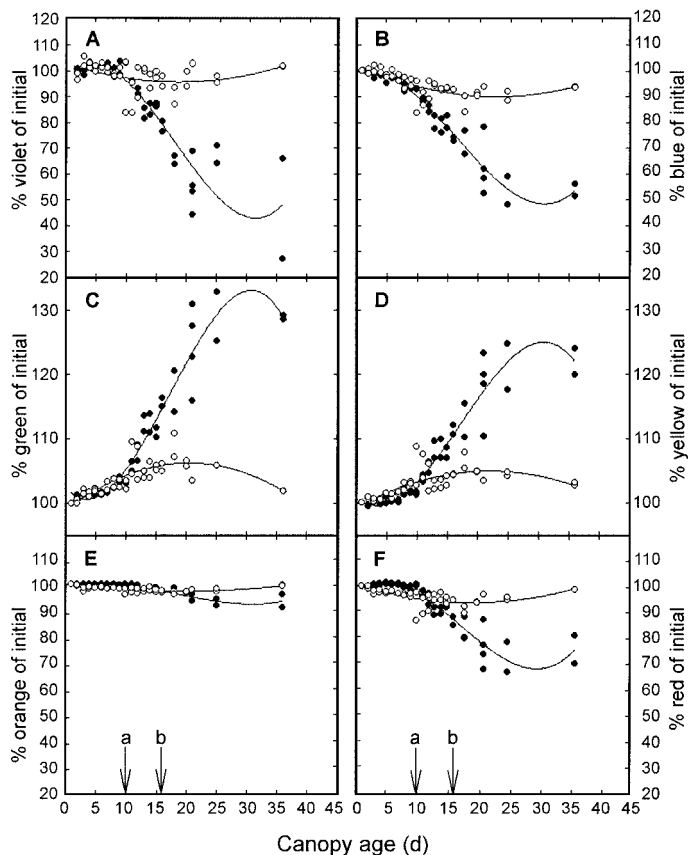 A
B
120
110
100
90
80
70
60
50
40
30
20
% violet of initial
120
110
100
90
80
70
60
50
40
30
20
% blue of initial
C
D
130
120
110
100
% green of initial
130
120
110
100
% yellow of initial
E
F
110
100
90
80
70
60
50
40
30
20
% orange of initial
110
100
90
80
70
60
50
40
30
20
% red of initial
a b
a b
0 5 10 15 20 25 30 35 40 45
0 5 10 15 20 25 30 35 40 45
Canopy age (d)